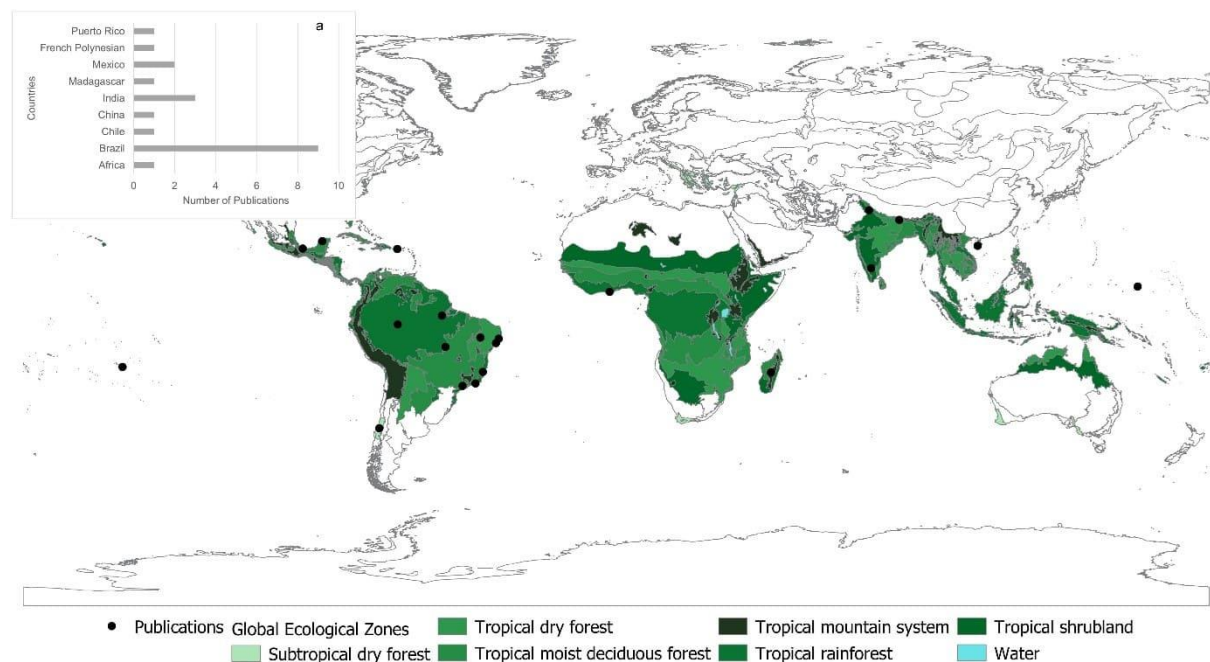 a
Puerto Rico
French Polynesian
Mexico
Madagascar
India
China
Chile
Brazil
Africa
Countries
0 2 4 6 8 10
Number of Publications
Publications Global Ecological Zones Tropical dry forest Tropical mountain system Tropical shrubland
Subtropical dry forest Tropical moist deciduous forest Tropical rainforest Water